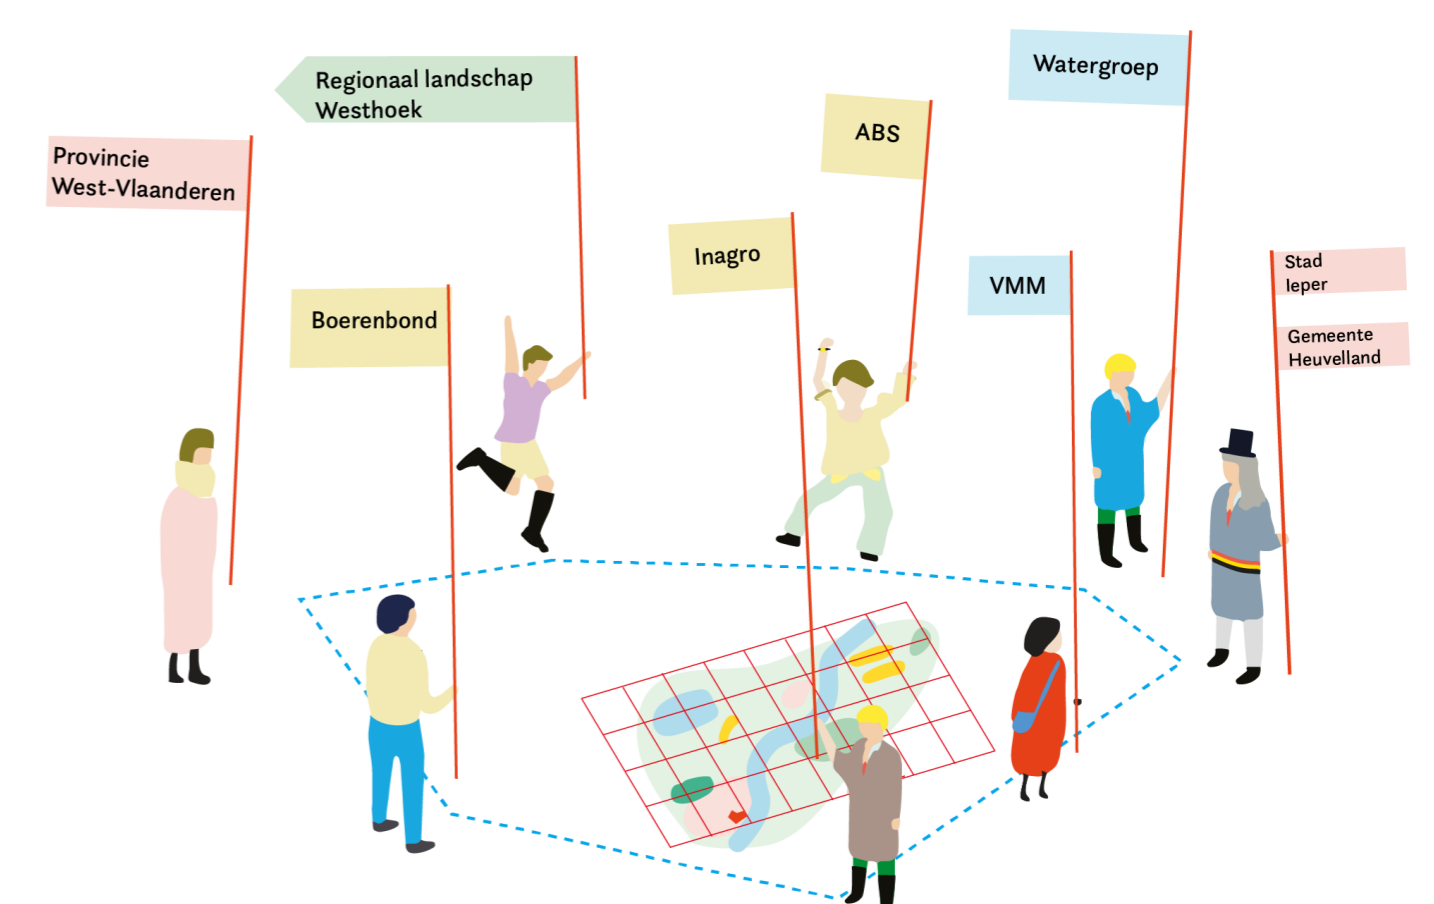 Regionaal landschap
Westhoek
Watergroep
ABS
Provincie
West-Vlaanderen
Inagro
VMM
Stad
Ieper
Boerenbond
Gemeente
Heuvelland